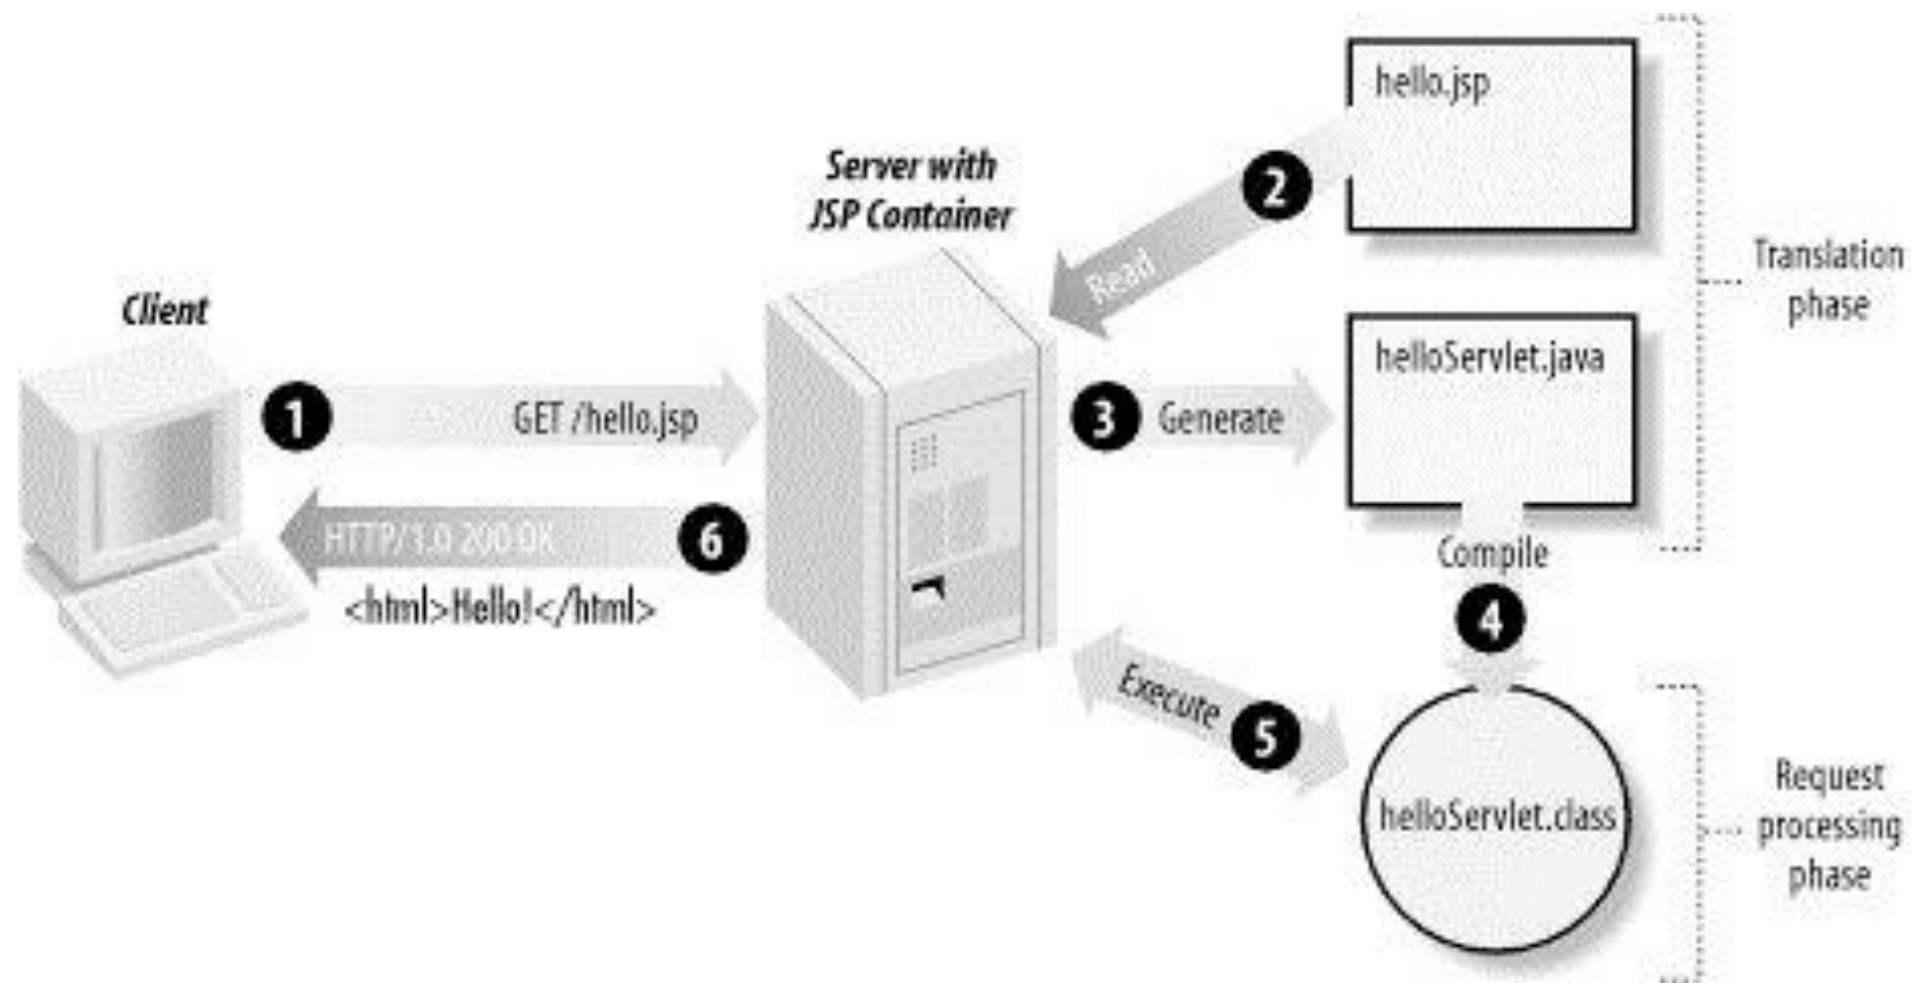 Client
1
GET /hello.jsp
6
HTTP/1.0 200 OK
<html>Hello!</html>
Server with
JSP Container
2
Read
hello.jsp
3
Generate
helloServlet.java
Compile
4
Execute
5
helloServlet.class
Translation
phase
Request
processing
phase